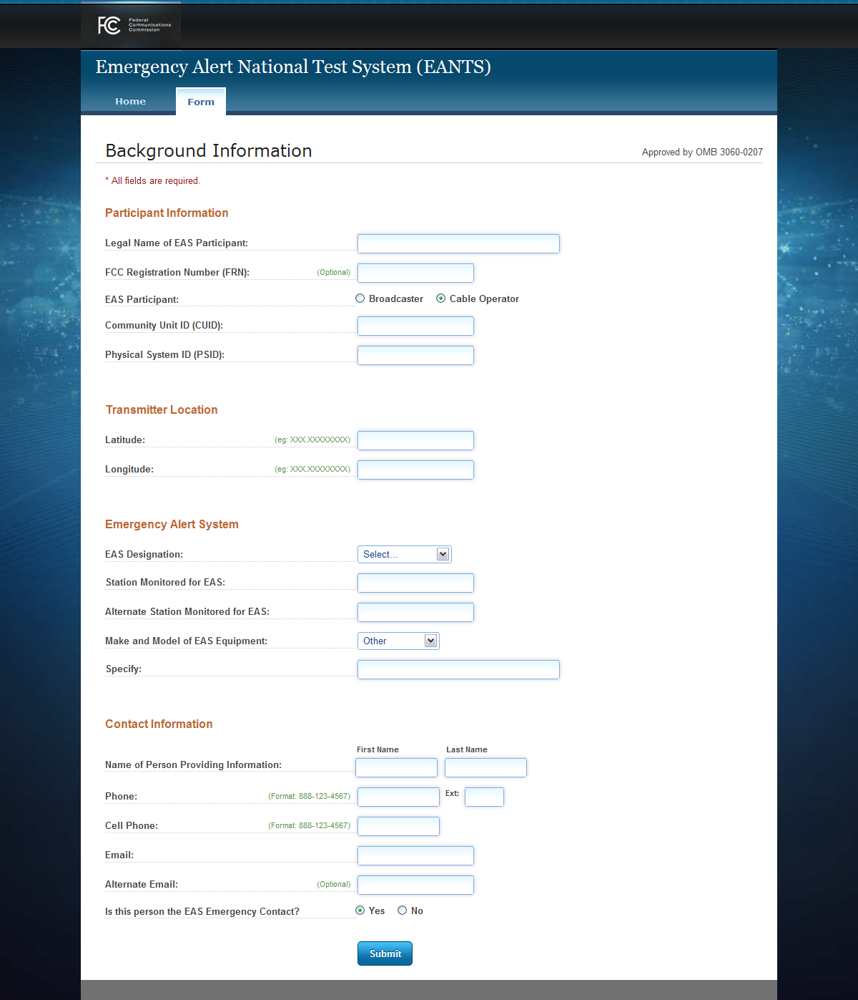 FCC Federal Communications Commission
Emergency Alert National Test System (EANTS)
Home Form
Background Information Approved by OMB 3060-0207
* All fields are required.
Participant Information
Legal Name of EAS Participant:
FCC Registration Number (FRN): (Optional)
EAS Participant: Broadcaster Cable Operator
Community Unit ID (CUID):
Physical System ID (PSID):
Transmitter Location
Latitude: (eg: XXX.XXXXXXXX)
Longitude: (eg: XXX.XXXXXXXX)
Emergency Alert System
EAS Designation: Select...
Station Monitored for EAS:
Alternate Station Monitored for EAS:
Make and Model of EAS Equipment: Other
Specify:
Contact Information
First Name Last Name
Name of Person Providing Information:
Phone: (Format: 888-123-4567) Ext:
Cell Phone: (Format: 888-123-4567)
Email:
Alternate Email: (Optional)
Is this person the EAS Emergency Contact? Yes No
Submit